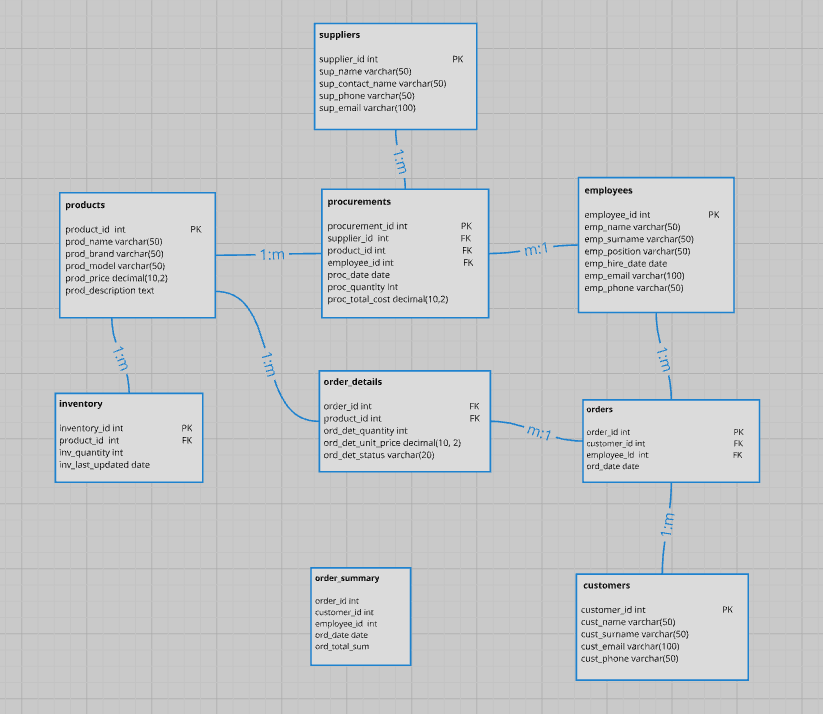 suppliers
supplier_id int PK
sup_name varchar(50)
sup_contact_name varchar(50)
sup_phone varchar(50)
sup_email varchar(100)
1:m
products
product_id int PK
prod_name varchar(50)
prod_brand varchar(50)
prod_model varchar(50)
prod_price decimal(10,2)
prod_description text
1:m
procurements
procurement_id int PK
supplier_id int FK
product_id int FK
employee_id int FK
proc_date date
proc_quantity int
proc_total_cost decimal(10,2)
m:1
employees
employee_id int PK
emp_name varchar(50)
emp_surname varchar(50)
emp_position varchar(50)
emp_hire_date date
emp_email varchar(100)
emp_phone varchar(50)
1:m
1:m
1:m
inventory
inventory_id int PK
product_id int FK
inv_quantity int
inv_last_updated date
order_details
order_id int FK
product_id int FK
ord_det_quantity int
ord_det_unit_price decimal(10, 2)
ord_det_status varchar(20)
m:1
orders
order_id int PK
customer_id int FK
employee_id int FK
ord_date date
1:m
order_summary
order_id int
customer_id int
employee_id int
ord_date date
ord_total_sum
customers
customer_id int PK
cust_name varchar(50)
cust_surname varchar(50)
cust_email varchar(100)
cust_phone varchar(50)